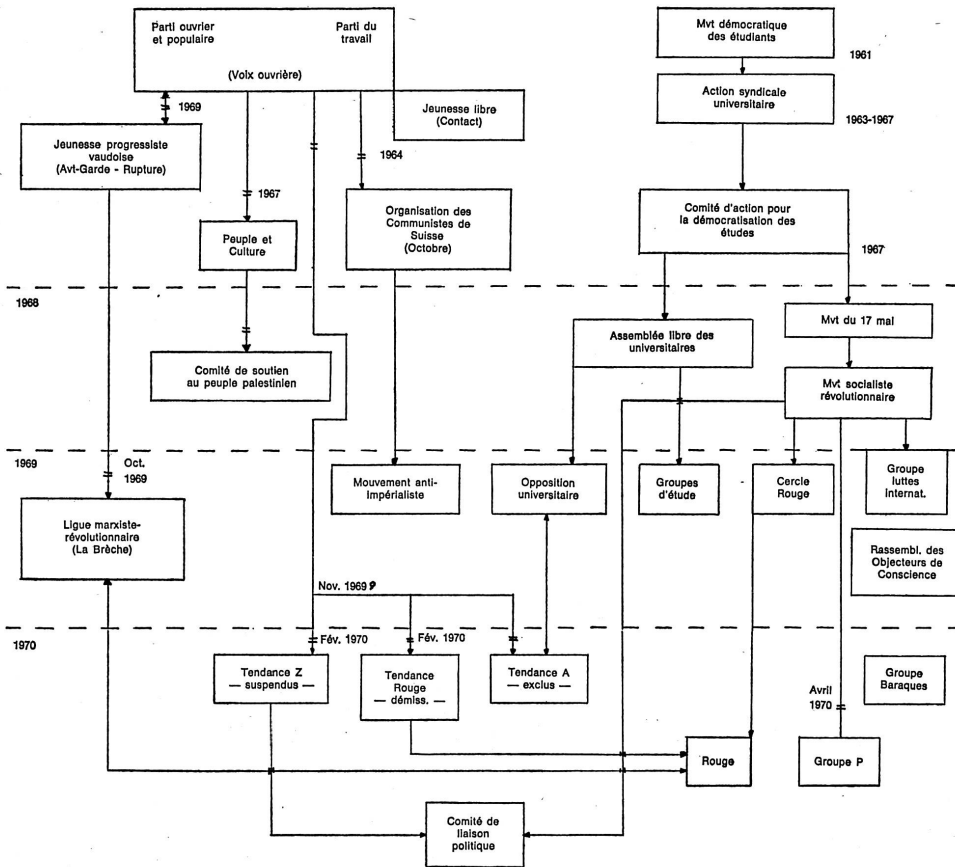 Parti ouvrier
et populaire
Parti du
travail
(Voix ouvrière)
Mvt démocratique
des étudiants
1961
Action syndicale
universitaire
1963-1967
1969
Jeunesse libre
(Contact)
Jeunesse progressiste
vaudoise
(Avt-Garde - Rupture)
1964
1967
Organisation des
Communistes de
Suisse
(Octobre)
Comité d'action pour
la démocratisation des
études
Peuple et
Culture
1967
1968
Mvt du 17 mai
Assemblée libre des
universitaires
Comité de soutien
au peuple palestinien
Mvt socialiste
révolutionnaire
1969
Oct.
1969
Mouvement anti-
impérialiste
Opposition
universitaire
Groupes
d'étude
Cercle
Rouge
Groupe
luttes
Internat.
Ligue marxiste-
révolutionnaire
(La Brèche)
Rassembl. des
Objecteurs de
Conscience
Nov. 1969
1970
Fév. 1970
Fév. 1970
Tendance Z
— suspendus —
Tendance
Rouge
— démiss. —
Tendance A
— exclus —
Groupe
Baraques
Avril
1970
Rouge
Groupe P
Comité de
liaison
politique